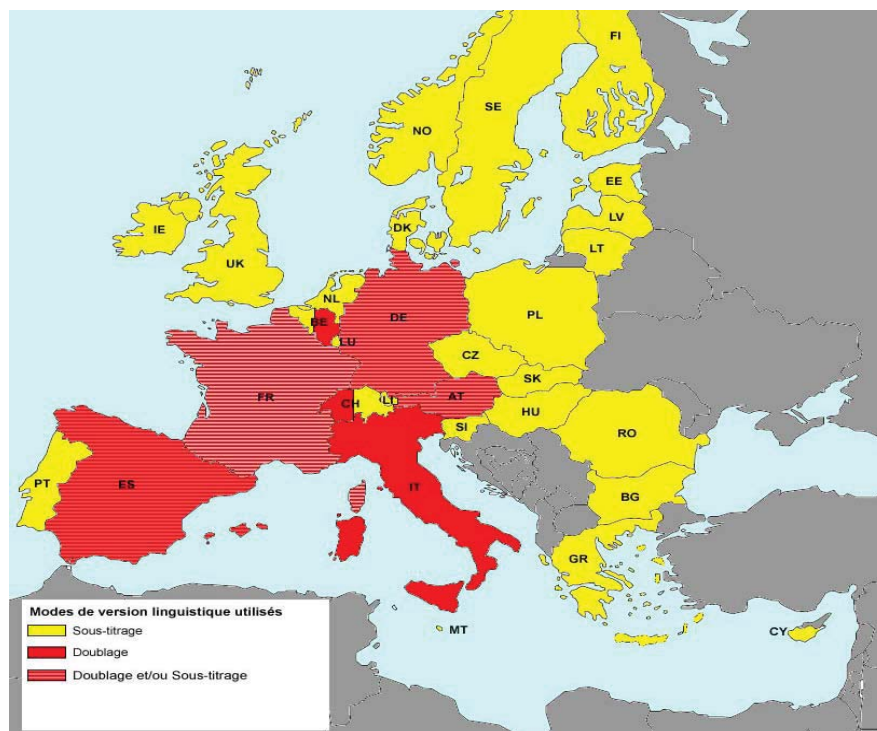 FI
SE
NO
EE
LV
LT
DK
IE
UK
NL
BE
LU
DE
PL
CZ
SK
FR
CH
LT
AT
HU
SI
RO
BG
PT
ES
IT
GR
MT
CY
Modes de version linguistique utilisés
Sous-titrage
Doublage
Doublage et/ou Sous-titrage